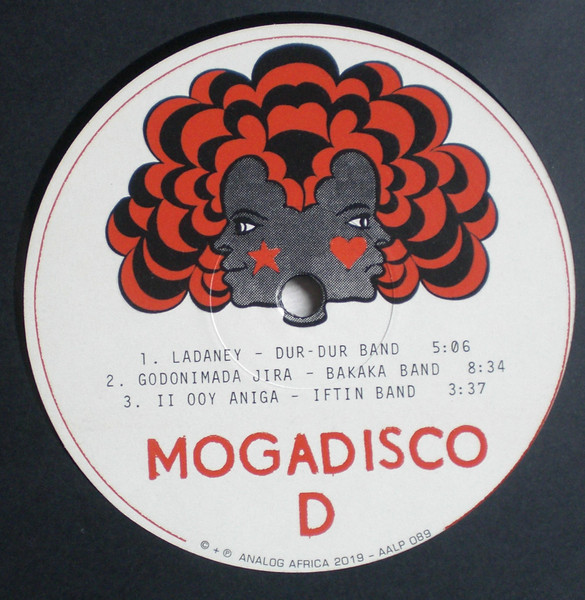 1. LADANEY - DUR-DUR BAND 5:06
2. GODONIMADA JIRA - BAKAKA BAND 8:34
3. II OOY ANIGA - IFTIN BAND 3:37
MOGADISCO
D
© + ℗ ANALOG AFRICA 2019 - AALP 089